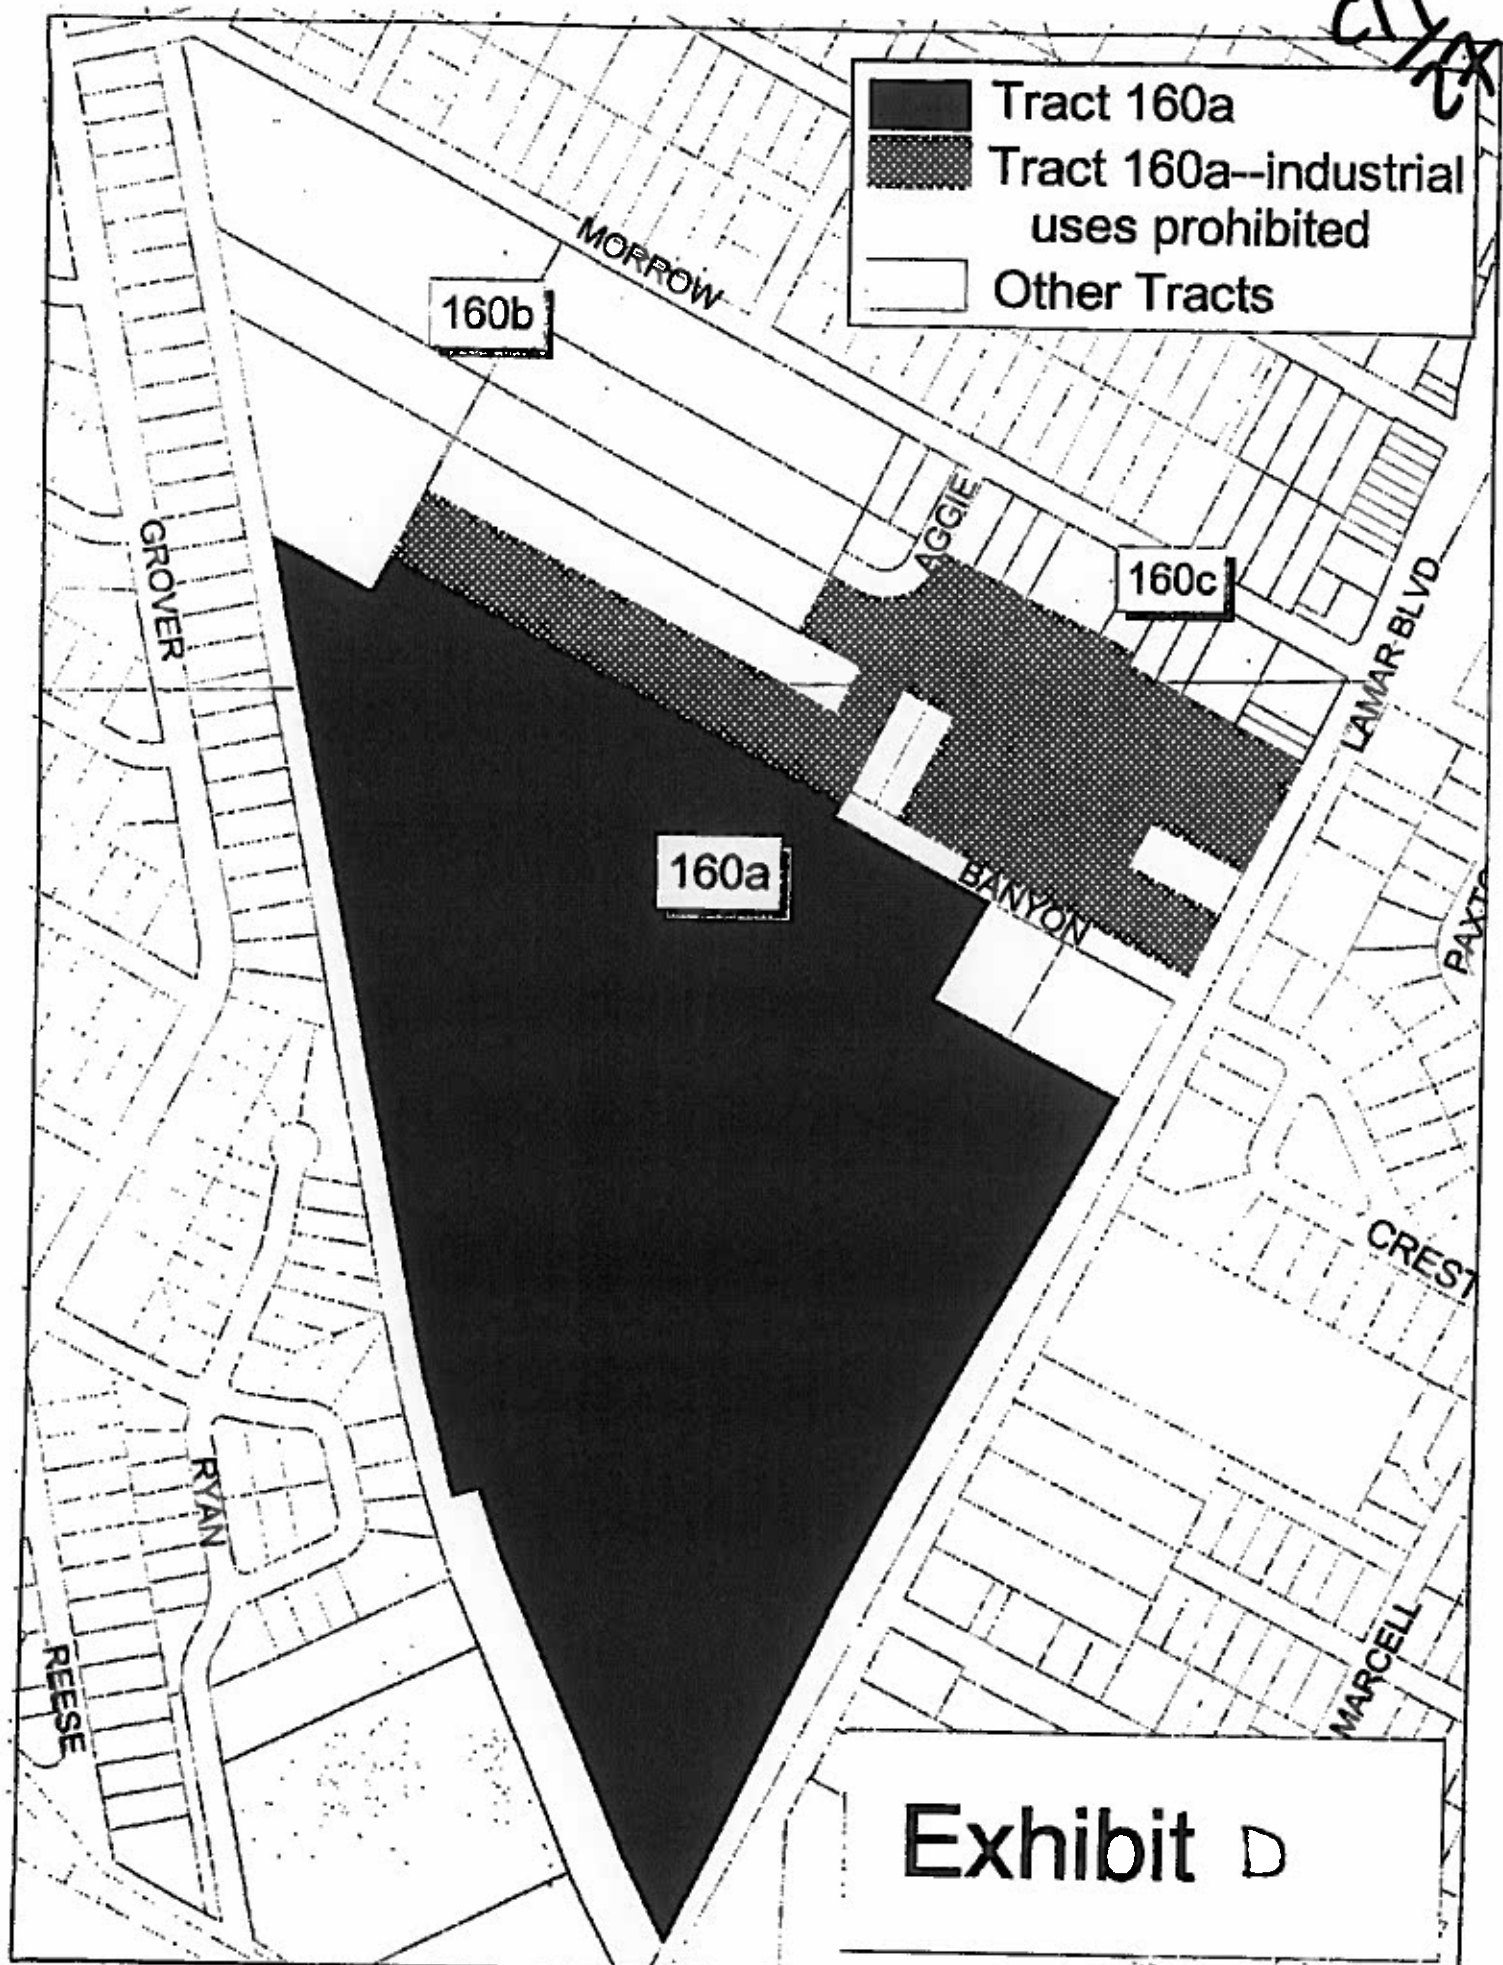 Tract 160a
Tract 160a--industrial
uses prohibited
Other Tracts
MORROW
160b
AGGIE
160c
GROVER
LAMAR BLVD
160a
BANYON
CREST
RYAN
REESE
MARCELL
Exhibit D